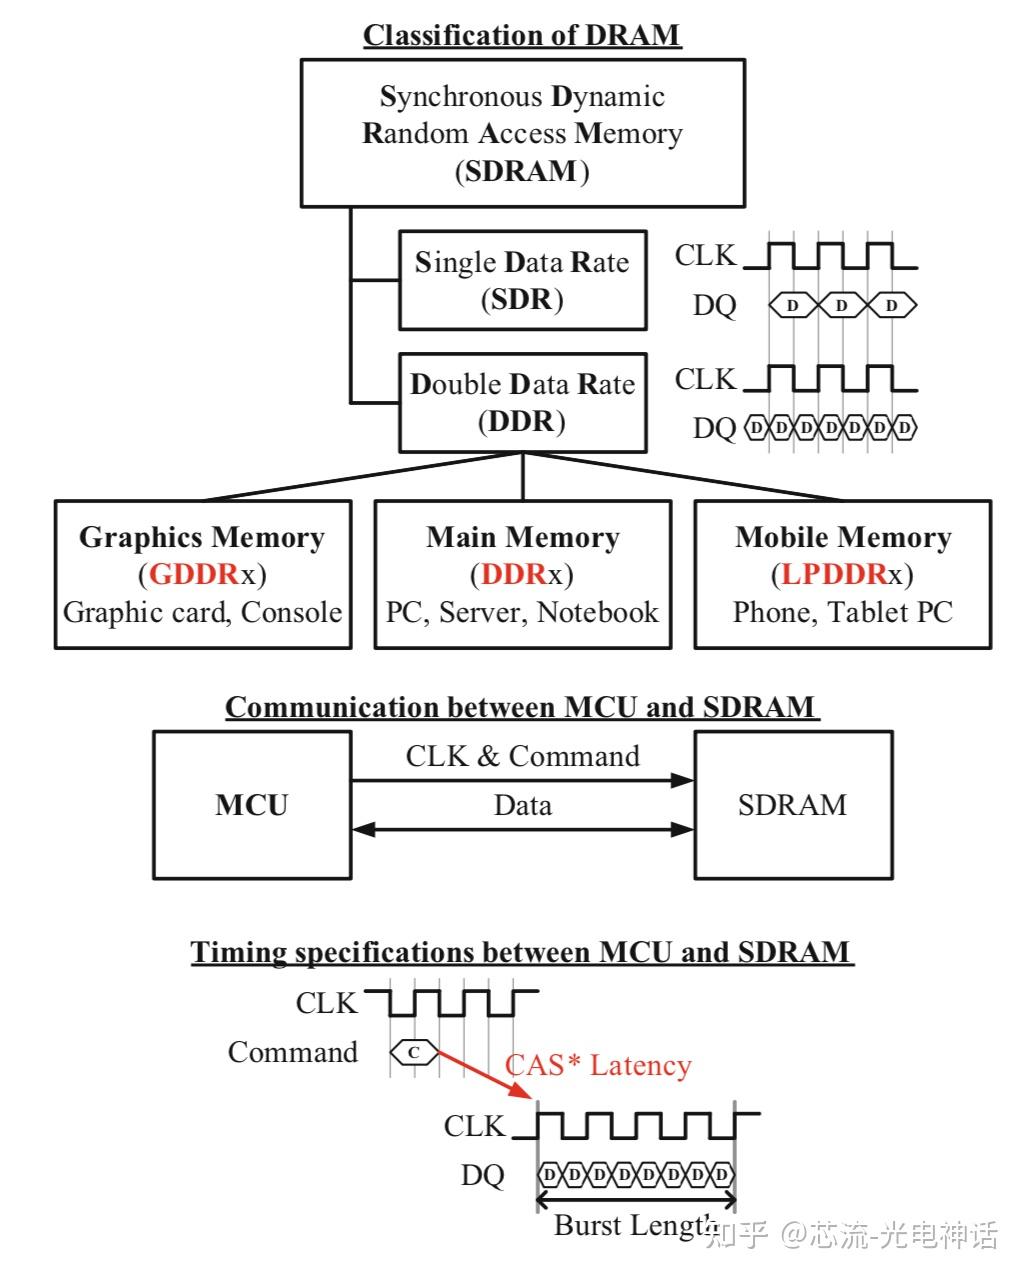 Classification of DRAM
Synchronous Dynamic
Random Access Memory
(SDRAM)
Single Data Rate
(SDR)
CLK
DQ
D D D
Double Data Rate
(DDR)
CLK
DQ
D D D D D D D
Graphics Memory
(GDDRx)
Graphic card, Console
Main Memory
(DDRx)
PC, Server, Notebook
Mobile Memory
(LPDDRx)
Phone, Tablet PC
Communication between MCU and SDRAM
MCU
CLK & Command
Data
SDRAM
Timing specifications between MCU and SDRAM
CLK
Command
C
CAS* Latency
CLK
DQ
D D D D D D D D
Burst Length
知乎 @芯流-光电神话